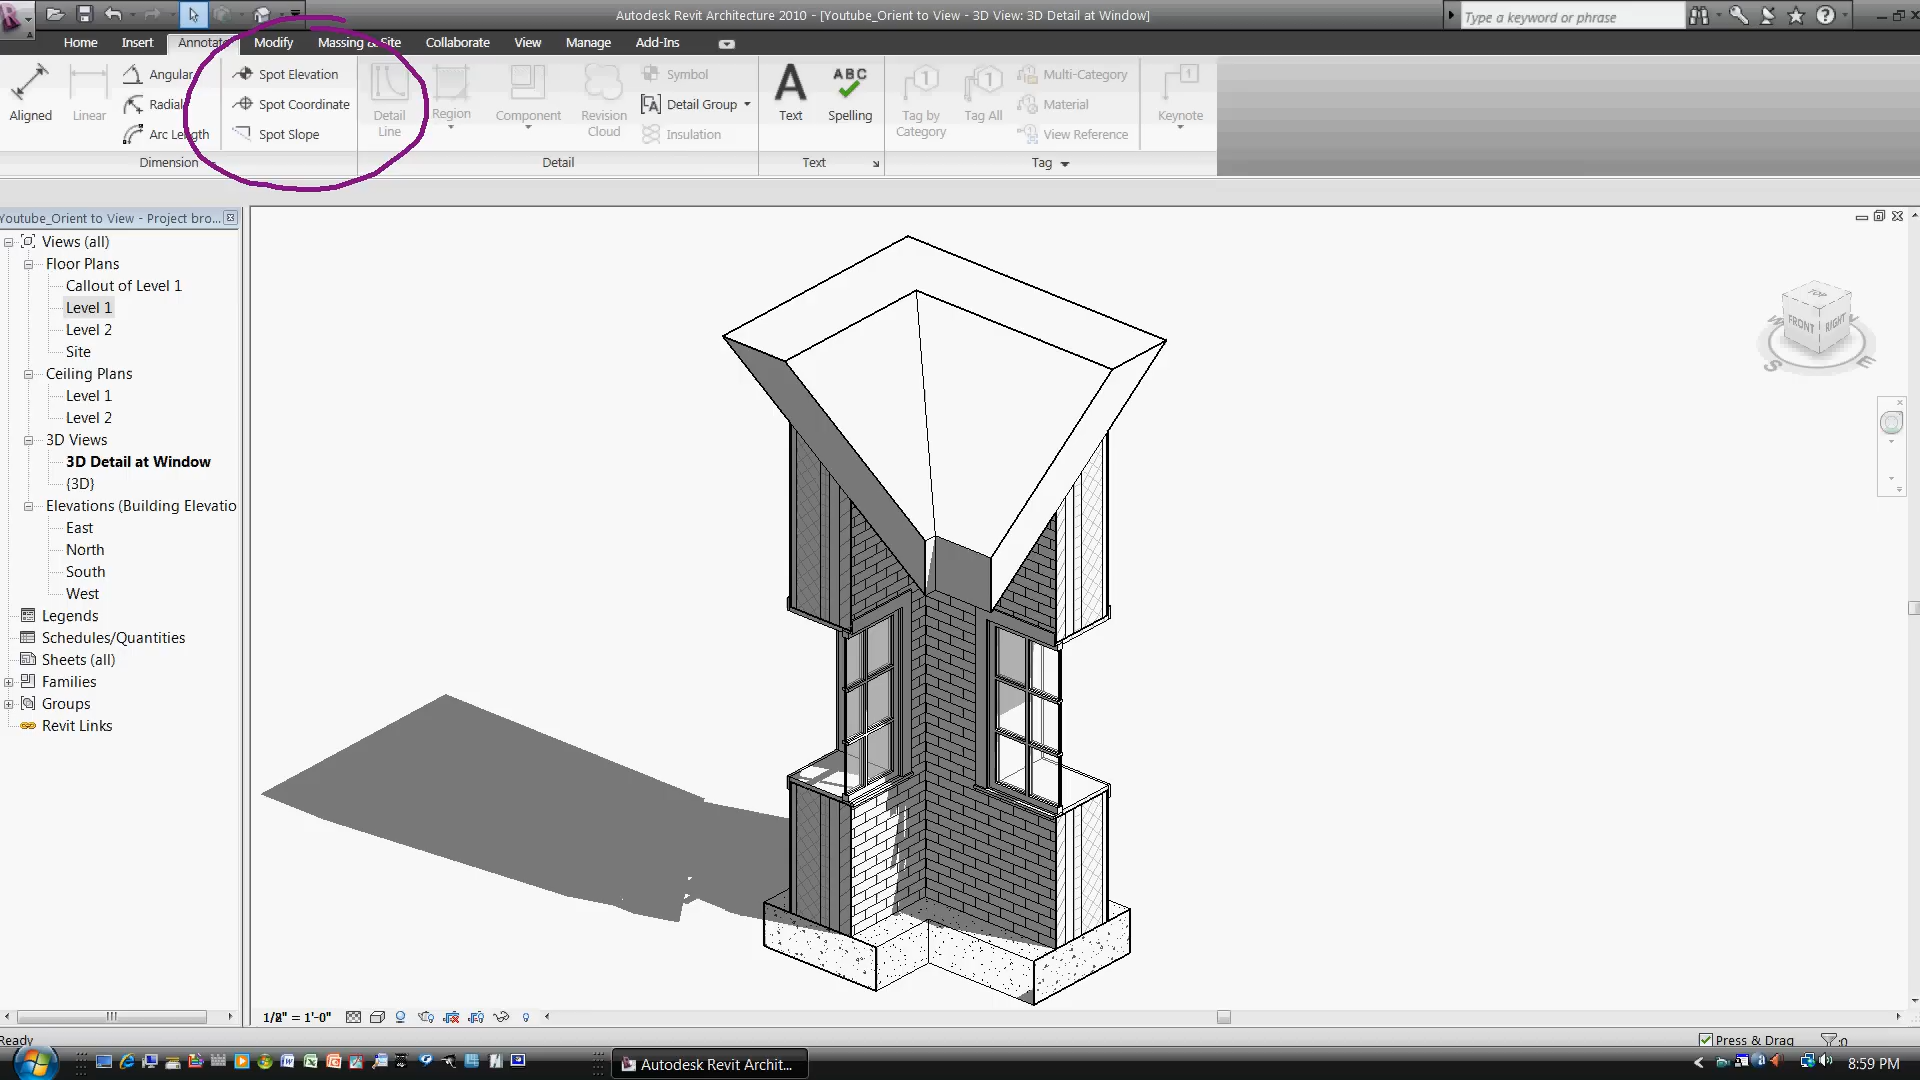 Autodesk Revit Architecture 2010 - [Youtube_Orient to View - 3D View: 3D Detail at Window]
Type a keyword or phrase
Home Insert Annotate Modify Massing & Site Collaborate View Manage Add-Ins
Aligned
Linear
Angular
Radial
Arc Length
Spot Elevation
Spot Coordinate
Spot Slope
Dimension
Detail Line
Region
Component
Revision Cloud
Symbol
Detail Group
Insulation
Detail
A
Text
ABC
Spelling
Text
Tag by Category
Tag All
Multi-Category
Material
View Reference
Tag
Keynote
Youtube_Orient to View - Project bro...
Views (all)
Floor Plans
Callout of Level 1
Level 1
Level 2
Site
Ceiling Plans
Level 1
Level 2
3D Views
3D Detail at Window
{3D}
Elevations (Building Elevatio
East
North
South
West
Legends
Schedules/Quantities
Sheets (all)
Families
Groups
Revit Links
TOP
FRONT RIGHT
S E
1'-0"
Ready
Press & Drag
:0
Autodesk Revit Archit...
8:59 PM